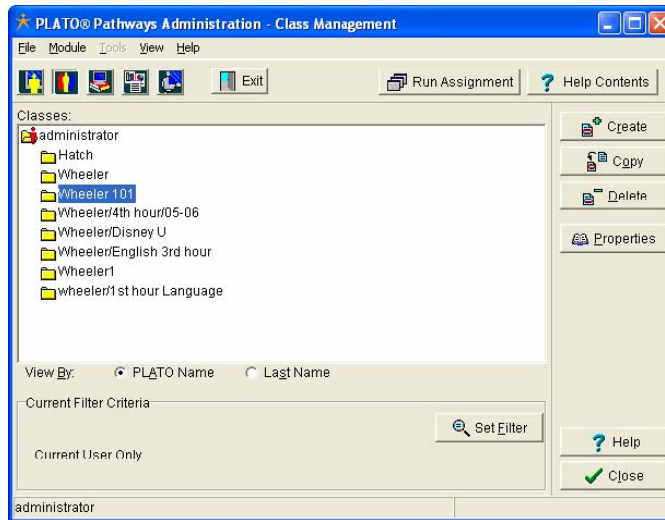 PLATO® Pathways Administration - Class Management
File Module Tools View Help
Exit Run Assignment ? Help Contents
Classes:
administrator
Hatch
Wheeler
Wheeler 101
Wheeler/4th hour/05-06
Wheeler/Disney U
Wheeler/English 3rd hour
Wheeler1
wheeler/1st hour Language
Create
Copy
Delete
Properties
View By: PLATO Name Last Name
Current Filter Criteria
Set Filter
Current User Only
? Help
Close
administrator